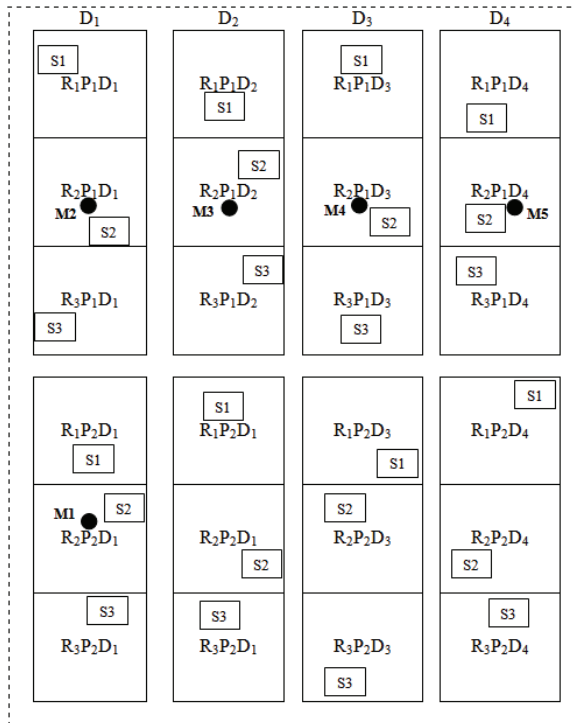 D₁ D₂ D₃ D₄
S1 S1
R₁P₁D₁ R₁P₁D₂ R₁P₁D₃ R₁P₁D₄
S1 S1
S2
R₂P₁D₁ R₂P₁D₂ R₂P₁D₃ R₂P₁D₄
M2 M3 M4 S2 M5
S2 S2
S3 S3
R₃P₁D₁ R₃P₁D₂ R₃P₁D₃ R₃P₁D₄
S3 S3
S1 S1
R₁P₂D₁ R₁P₂D₁ R₁P₂D₃ R₁P₂D₄
S1 S1
M1 S2 S2
R₂P₂D₁ R₂P₂D₁ R₂P₂D₃ R₂P₂D₄
S2 S2
S3 S3 S3
R₃P₂D₁ R₃P₂D₁ R₃P₂D₃ R₃P₂D₄
S3